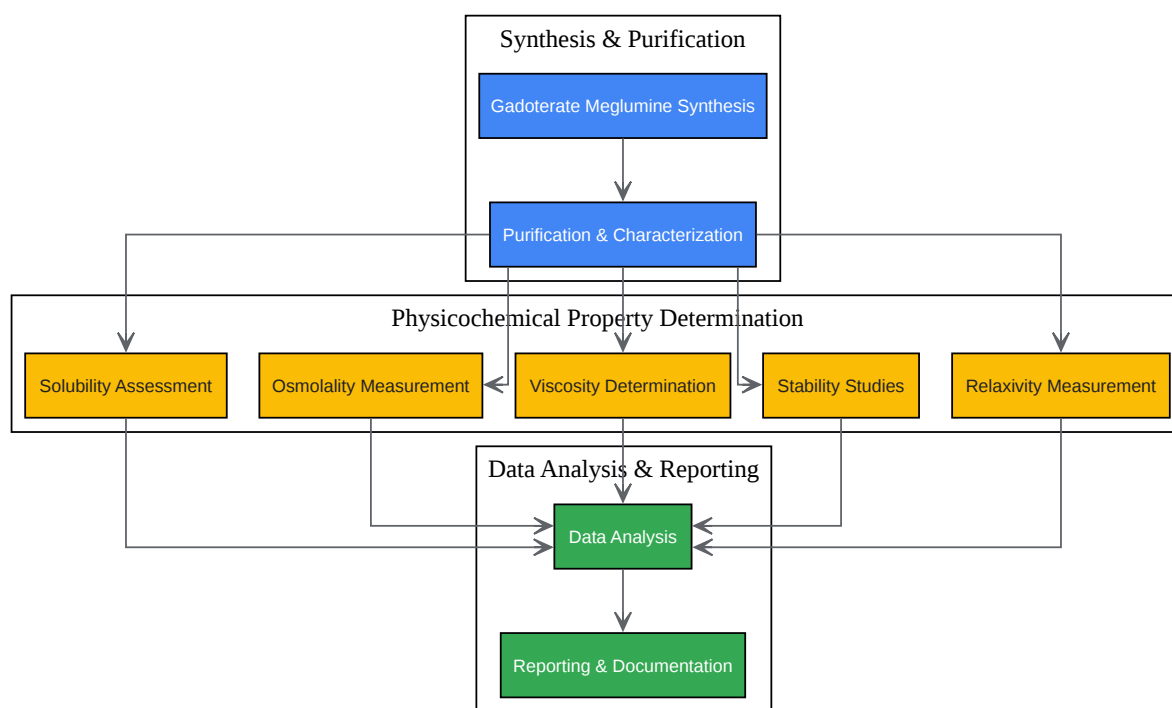 Synthesis & Purification
Gadoterate Meglumine Synthesis
Purification & Characterization
Physicochemical Property Determination
Solubility Assessment
Osmolality Measurement
Viscosity Determination
Stability Studies
Relaxivity Measurement
Data Analysis & Reporting
Data Analysis
Reporting & Documentation